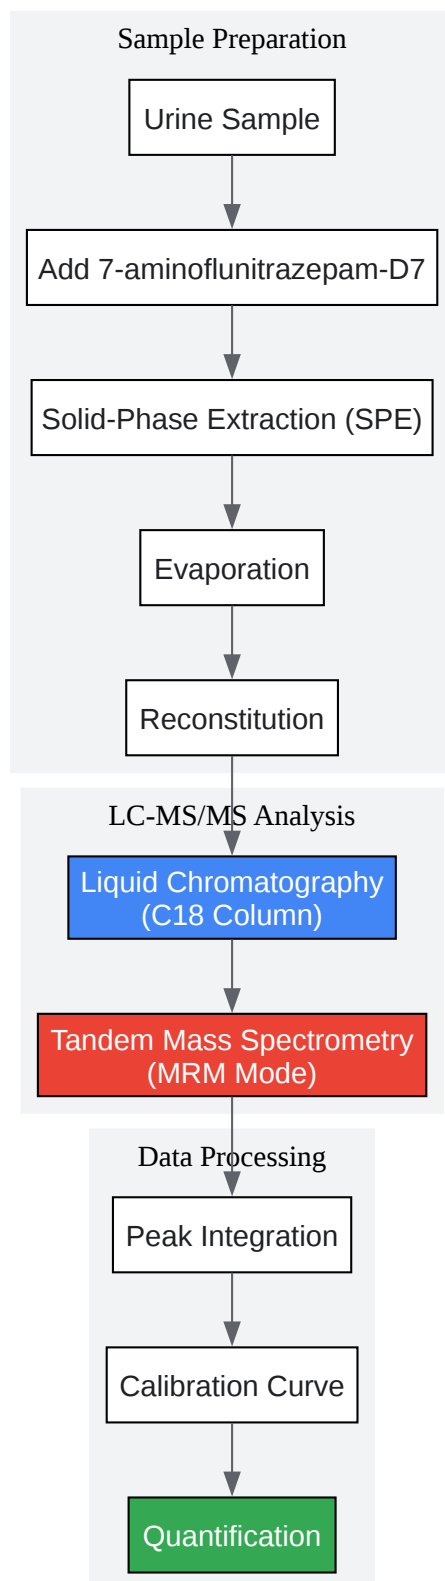 Sample Preparation
Urine Sample
Add 7-aminoflunitrazepam-D7
Solid-Phase Extraction (SPE)
Evaporation
Reconstitution
LC-MS/MS Analysis
Liquid Chromatography
(C18 Column)
Tandem Mass Spectrometry
(MRM Mode)
Data Processing
Peak Integration
Calibration Curve
Quantification